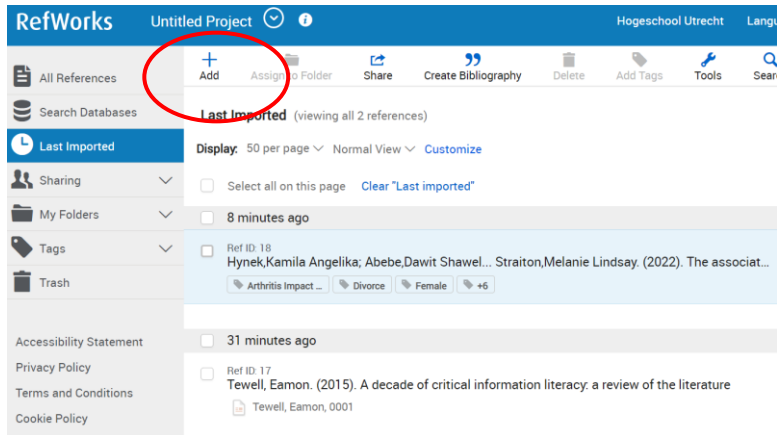 RefWorks Untitled Project Hogeschool Utrecht
All References
Search Databases
Last Imported
Sharing
My Folders
Tags
Trash
Accessibility Statement
Privacy Policy
Terms and Conditions
Cookie Policy
Add Assign to Folder Share Create Bibliography Delete Add Tags Tools
Last Imported (viewing all 2 references)
Display: 50 per page Normal View Customize
Select all on this page Clear "Last imported"
8 minutes ago
Ref ID: 18
Hynek,Kamila Angelika; Abebe,Dawit Shawel... Straiton,Melanie Lindsay. (2022). The associat...
Arthritis Impact ... Divorce Female +6
31 minutes ago
Ref ID: 17
Tewell, Eamon. (2015). A decade of critical information literacy: a review of the literature
Tewell, Eamon, 0001